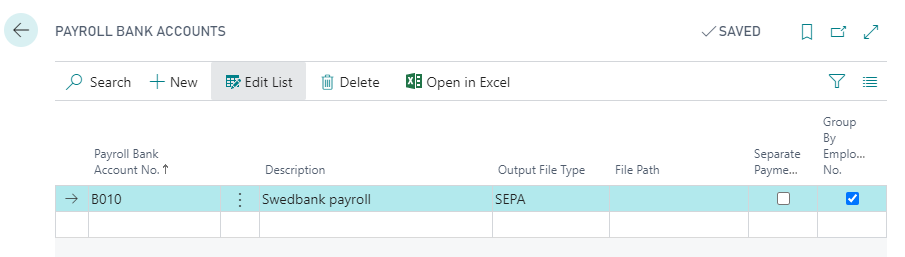 PAYROLL BANK ACCOUNTS
SAVED
Search
New
Edit List
Delete
Open in Excel
Payroll Bank
Account No. ↑
Description
Output File Type
File Path
Separate
Payme...
Group
By
Emplo...
No.
B010
Swedbank payroll
SEPA